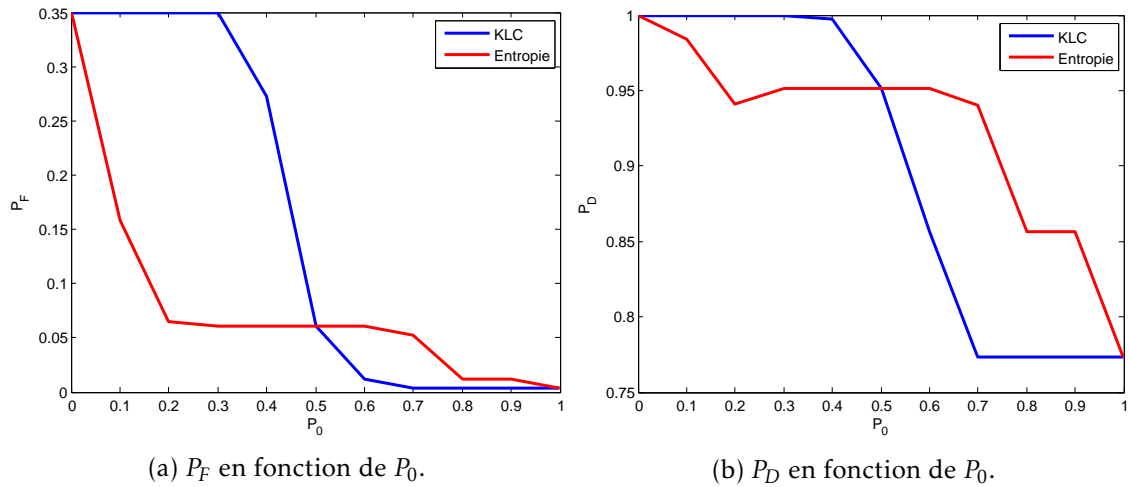 0.35
0.3
0.25
0.2
0.15
0.1
0.05
0
P_F
0 0.1 0.2 0.3 0.4 0.5 0.6 0.7 0.8 0.9 1
P_0
KLC
Entropie
(a) P_F en fonction de P_0.
1
0.95
0.9
0.85
0.8
0.75
P_D
0 0.1 0.2 0.3 0.4 0.5 0.6 0.7 0.8 0.9 1
P_0
KLC
Entropie
(b) P_D en fonction de P_0.